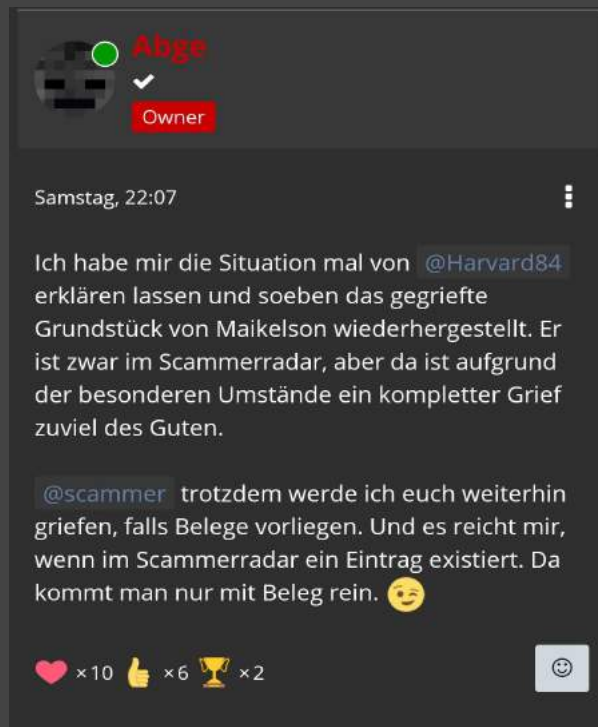 Abge
Owner
Samstag, 22:07
Ich habe mir die Situation mal von @Harvard84
erklären lassen und soeben das gegriefte
Grundstück von Maikelson wiederhergestellt. Er
ist zwar im Scammerradar, aber da ist aufgrund
der besonderen Umstände ein kompletter Grief
zuviel des Guten.
@scammer trotzdem werde ich euch weiterhin
griefen, falls Belege vorliegen. Und es reicht mir,
wenn im Scammerradar ein Eintrag existiert. Da
kommt man nur mit Beleg rein.
×10 ×6 ×2